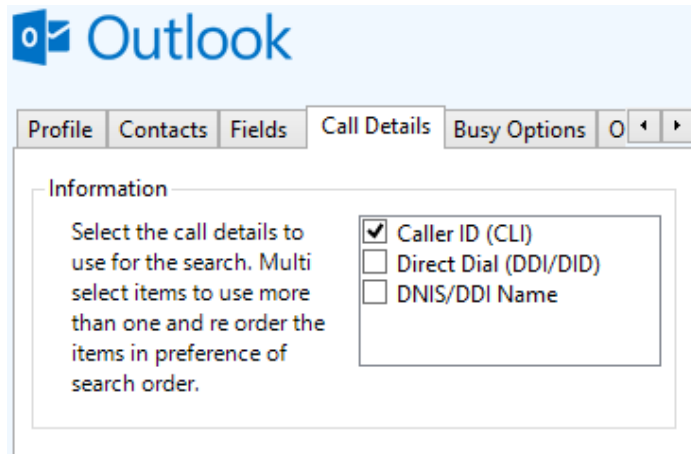 Outlook
Profile Contacts Fields Call Details Busy Options O
Information
Select the call details to
use for the search. Multi
select items to use more
than one and re order the
items in preference of
search order.
Caller ID (CLI)
Direct Dial (DDI/DID)
DNIS/DDI Name